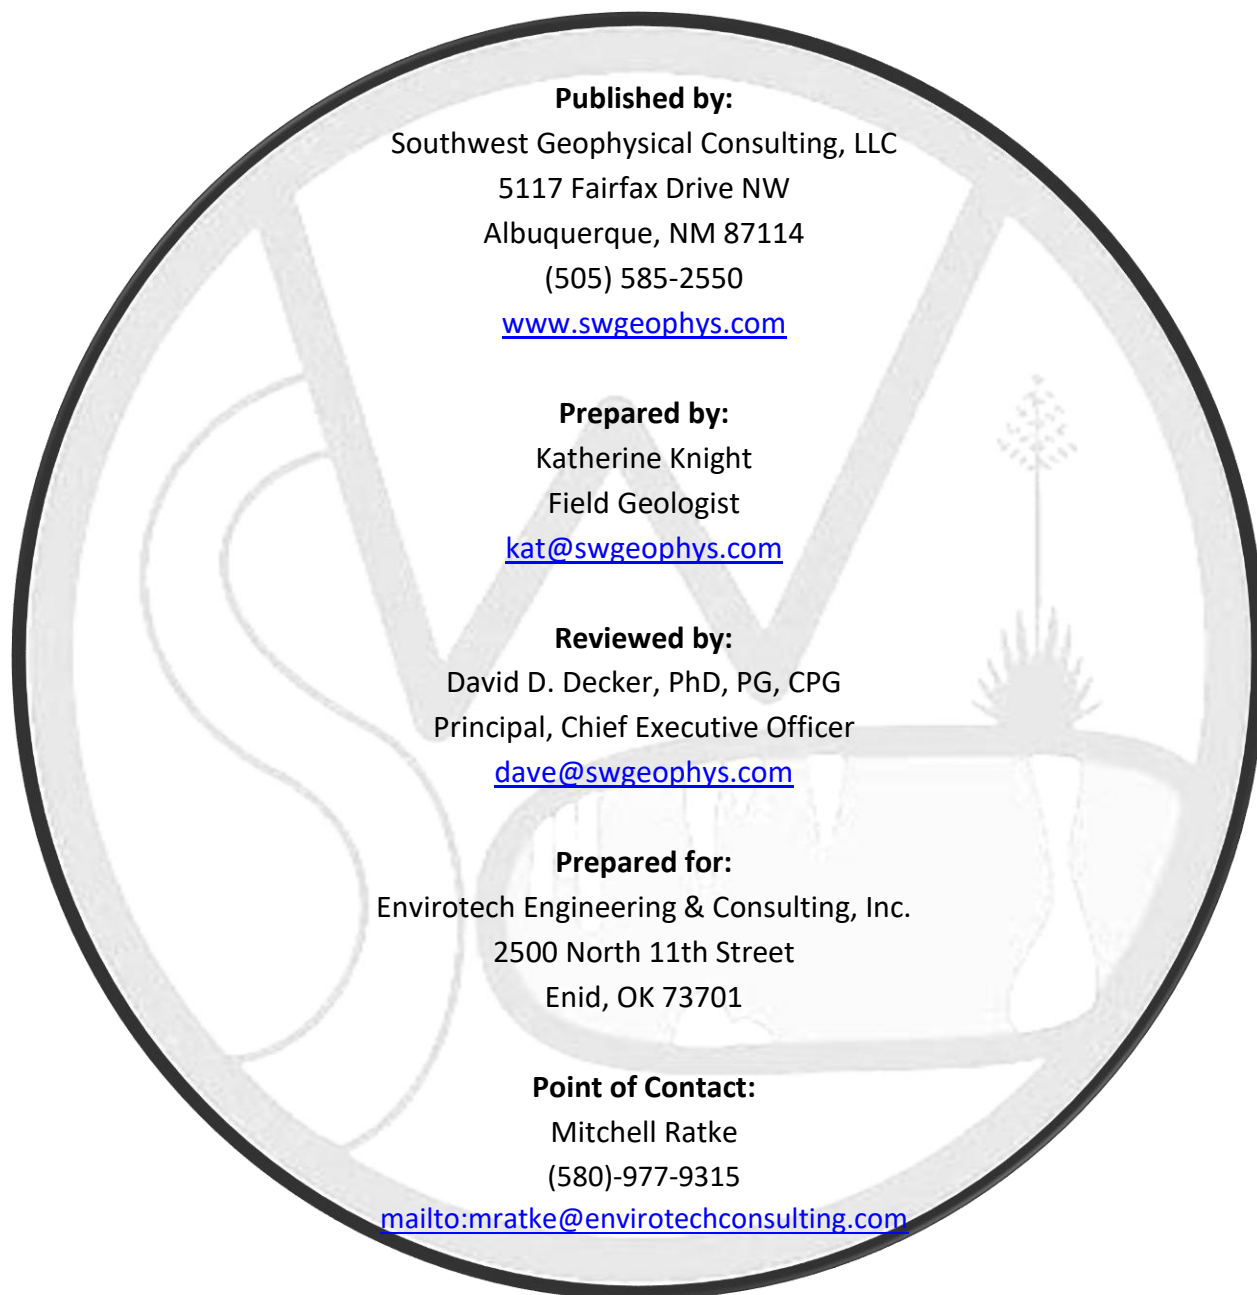 Published by:
Southwest Geophysical Consulting, LLC
5117 Fairfax Drive NW
Albuquerque, NM 87114
(505) 585-2550
www.swgeophys.com
Prepared by:
Katherine Knight
Field Geologist
kat@swgeophys.com
Reviewed by:
David D. Decker, PhD, PG, CPG
Principal, Chief Executive Officer
dave@swgeophys.com
Prepared for:
Envirotech Engineering & Consulting, Inc.
2500 North 11th Street
Enid, OK 73701
Point of Contact:
Mitchell Ratke
(580)-977-9315
mailto:mratke@envirotechconsulting.com